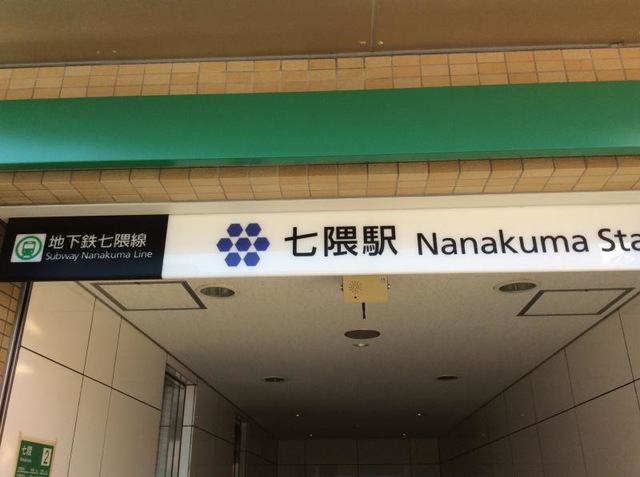 地下鉄七隈線
Subway Nanakuma Line
七隈駅 Nanakuma Sta
七隈
2